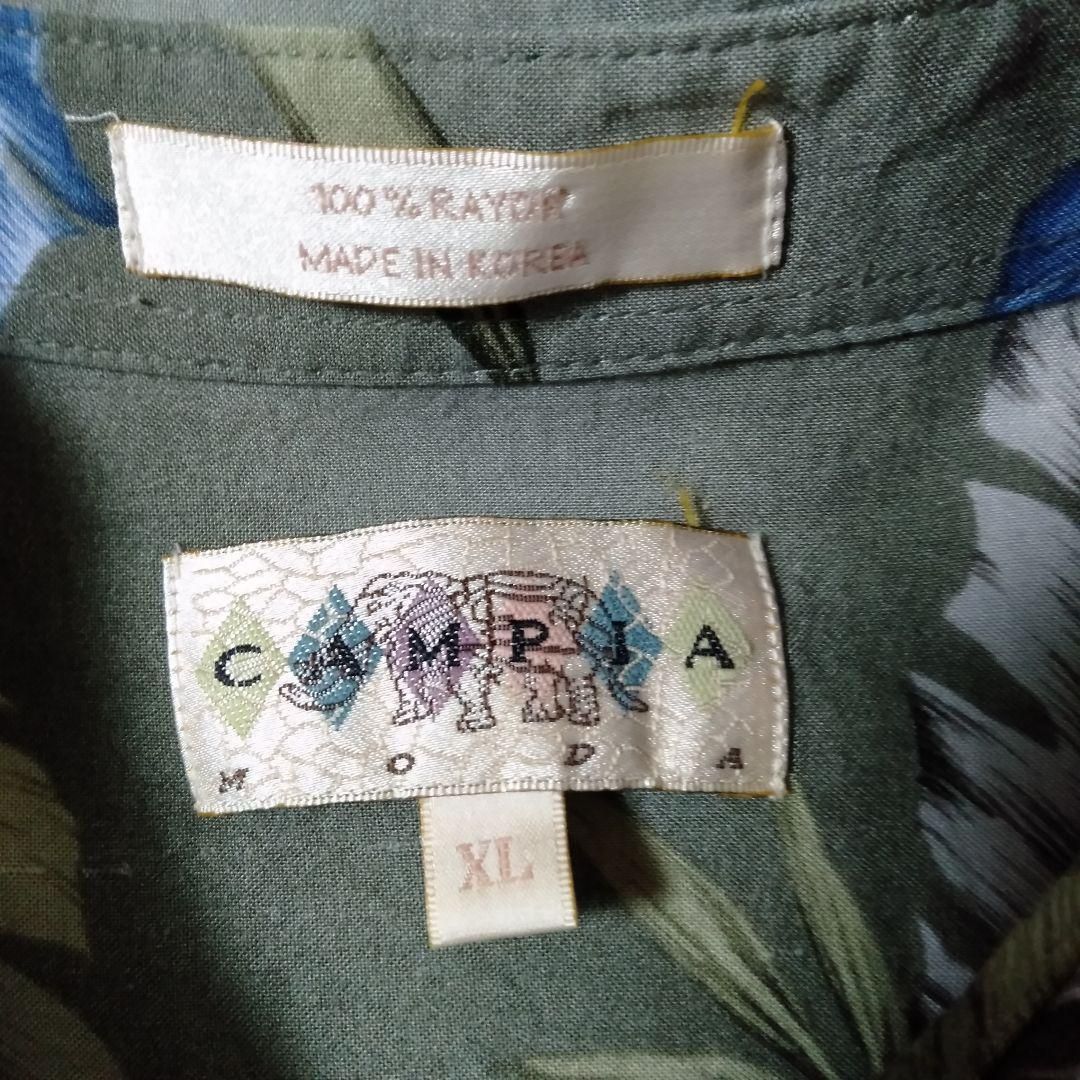 100% RAYON
MADE IN KOREA
CAMPIA
MODA
XL